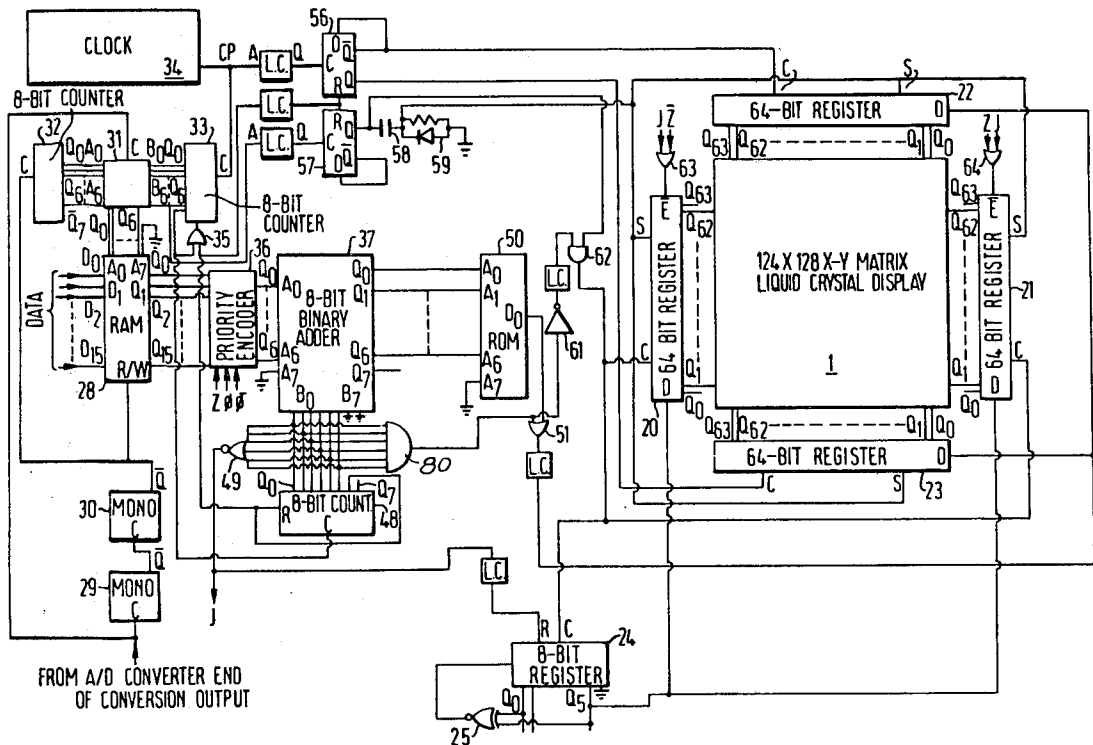 CLOCK
34
CP
A
L.C.
Q
56
D
Q̅
C
Q
R
L.C.
A
L.C.
Q
R
Q
C
Q̅
D
57
58
59
8-BIT COUNTER
32
31
33
C
Q0 A0
B0 Q0
C
C
Q6 A6
B6 Q6
Q̅7
Q0
Q6
8-BIT
COUNTER
35
DATA
D0
D1
D2
D15
A0
A7
RAM
R/W
28
Q0
Q1
Q2
Q15
36
PRIORITY
ENCODER
Z Ø Ø̅
Q0
Q6
37
8-BIT
BINARY
ADDER
A0
A6
A7
B0
B7
Q0
Q1
Q6
Q7
50
A0
A1
D0
ROM
A6
A7
L.C.
62
61
51
L.C.
49
80
Q0
Q7
R
8-BIT COUNT
48
C
30
MONO
C
Q̅
29
MONO
C
Q̅
J
FROM A/D CONVERTER END
OF CONVERSION OUTPUT
L.C.
R
C
24
8-BIT
REGISTER
Q0
Q5
25
C
S
64-BIT REGISTER
D
22
Q63
Q62
Q1
Q0
J
Z̅
63
E̅
S
64 BIT REGISTER
C
D
20
Q63
Q62
Q1
Q0
124 X 128 X-Y MATRIX
LIQUID CRYSTAL DISPLAY
1
Z
J
64
E̅
S
64 BIT REGISTER
21
C
D
Q63
Q62
Q1
Q0
Q63
Q62
Q1
Q0
64-BIT REGISTER
D
23
C
S